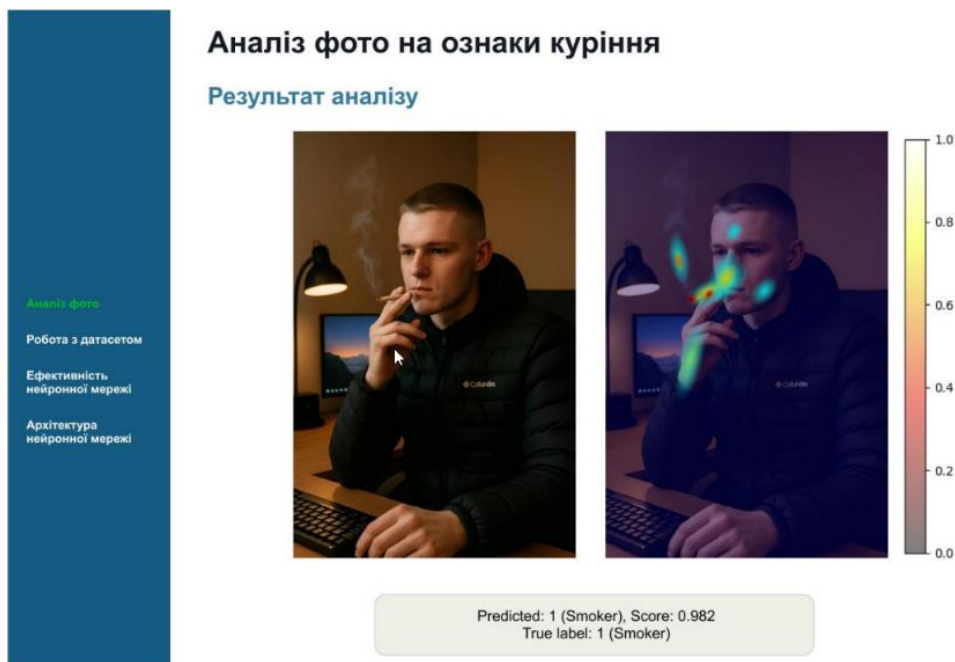 Аналіз фото на ознаки куріння
Результат аналізу
Аналіз фото
Робота з датасетом
Ефективність
нейронної мережі
Архітектура
нейронної мережі
1.0
0.8
0.6
0.4
0.2
0.0
Predicted: 1 (Smoker), Score: 0.982
True label: 1 (Smoker)